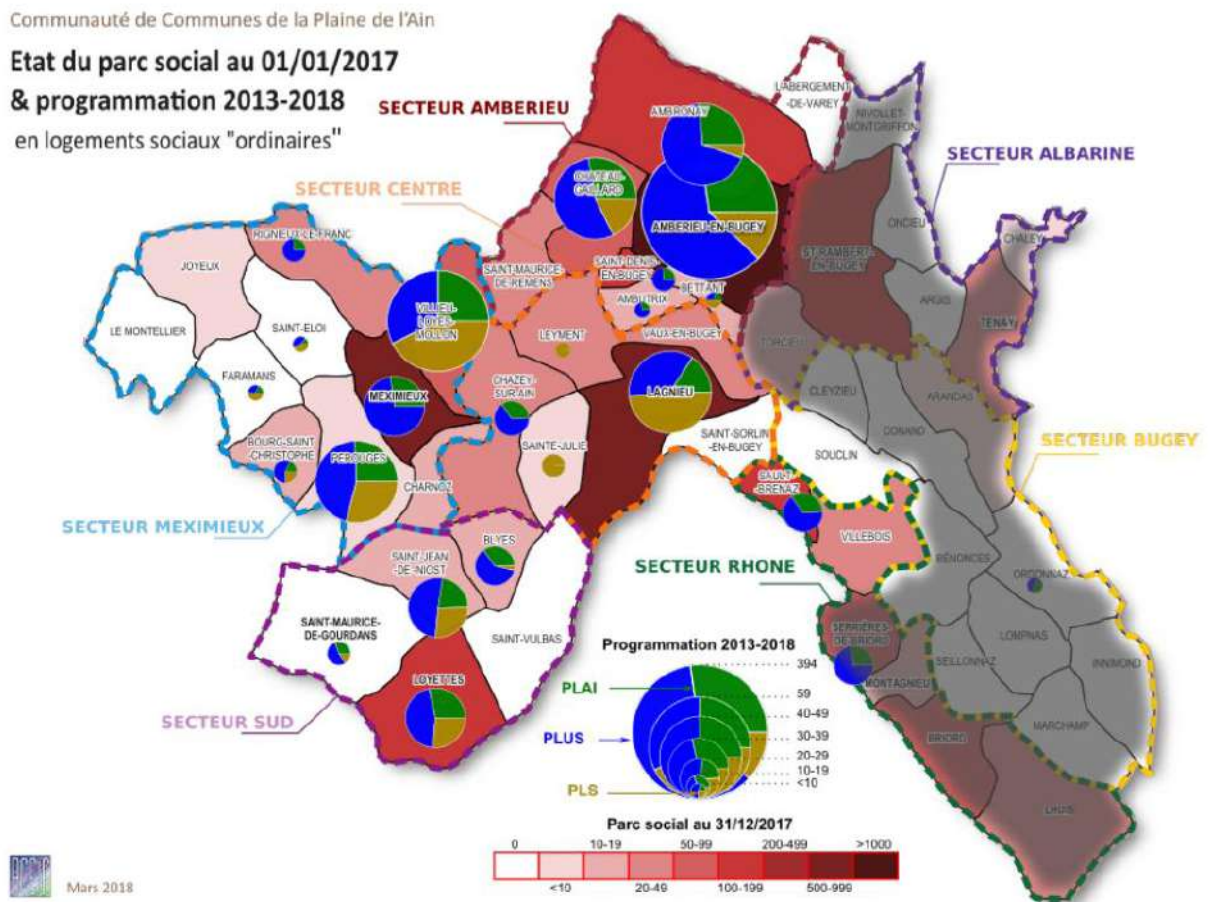 Communauté de Communes de la Plaine de l'Ain
Etat du parc social au 01/01/2017
& programmation 2013-2018
en logements sociaux "ordinaires"
SECTEUR AMBERIEU
L'ABERGEMENT
-DE-VAREY
NIVOLLET-
MONTGRIFFON
AMBRONAY
SECTEUR ALBARINE
SECTEUR CENTRE
CHATEAU-
GAILLARD
AMBERIEU-EN-BUGEY
ONCIEU
CHALEY
RIGNEUX-LE-FRANC
JOYEUX
SAINT-MAURICE-
DE-REMENS
SAINT-DENIS-
EN-BUGEY
ST-RAMBERT-
EN-BUGEY
BETTANT
AMBUTRIX
ARGIS
LE MONTELLIER
SAINT-ELOI
VILLIEU-
LOYES-
MOLLON
LEYMENT
VAUX-EN-BUGEY
TORCIEU
TENAY
FARAMANS
MEXIMIEUX
CHAZEY-
SUR-AIN
LAGNIEU
CLEYZIEU
ARANDAS
CONAND
BOURG-SAINT
-CHRISTOPHE
PEROUGES
SAINTE-JULIE
SAINT-SORLIN
-EN-BUGEY
SOUCLIN
SECTEUR BUGEY
CHARNOZ
SAULT
-BRENAZ
SECTEUR MEXIMIEUX
VILLEBOIS
BLYES
SAINT-JEAN
-DE-NIOST
BÉNONCES
SECTEUR RHONE
ORDONNAZ
SAINT-MAURICE-
DE-GOURDANS
SAINT-VULBAS
SERRIÈRES
-DE-BRIORD
LOMPNAS
INNIMOND
SEILLONNAZ
MONTAGNIEU
LOYETTES
MARCHAMP
SECTEUR SUD
BRIORD
LHUIS
Programmation 2013-2018
394
PLAI
59
40-49
PLUS
30-39
20-29
10-19
PLS
<10
Parc social au 31/12/2017
0 10-19 50-99 200-499 >1000
<10 20-49 100-199 500-999
Mars 2018